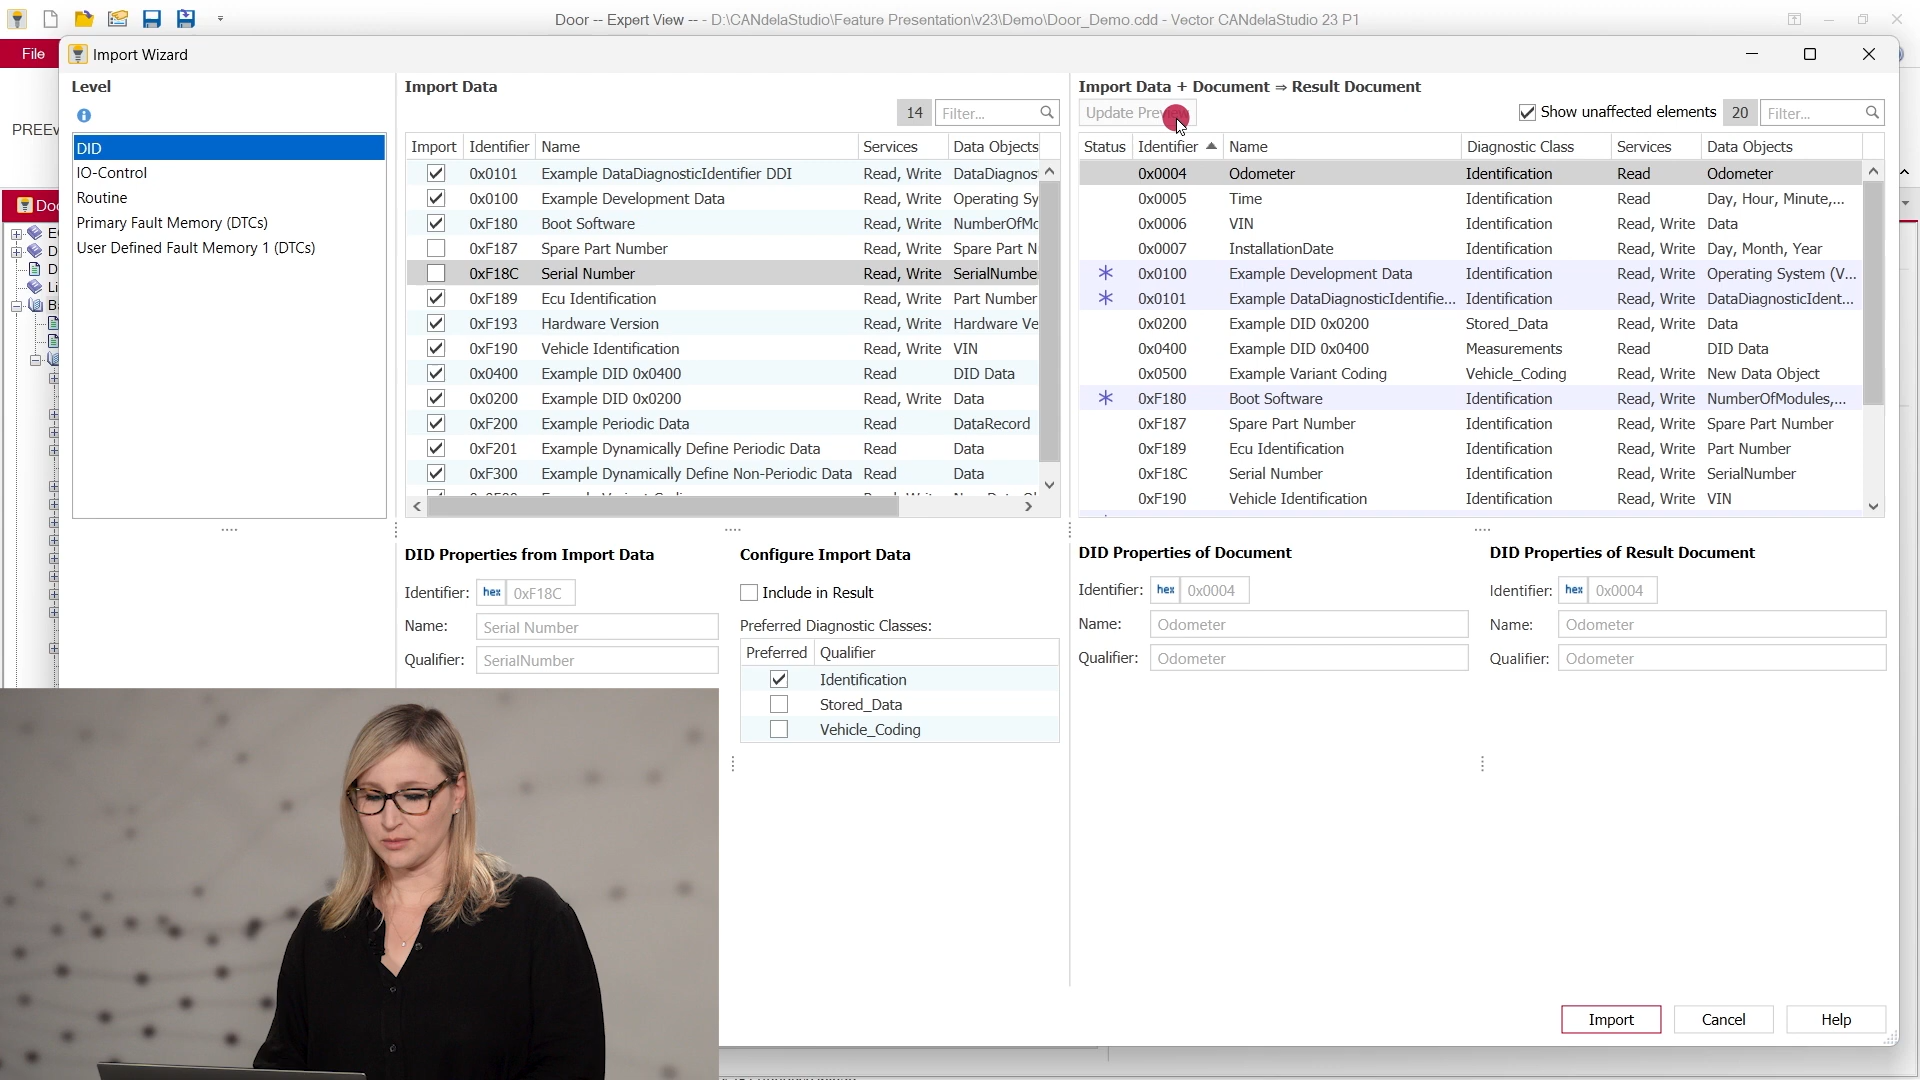 Door -- Expert View -- - D:\CANdelaStudio\Feature Presentation\v23\Demo\Door_Demo.cdd - Vector CANdelaStudio 23 P1
File
Import Wizard
Level
DID
IO-Control
Routine
Primary Fault Memory (DTCs)
User Defined Fault Memory 1 (DTCs)
Import Data
14
Filter...
Import Identifier Name Services Data Objects
0x0101 Example DataDiagnosticIdentifier DDI Read, Write DataDiagnos
0x0100 Example Development Data Read, Write Operating Sy
0xF180 Boot Software Read, Write NumberOfMo
0xF187 Spare Part Number Read, Write Spare Part N
0xF18C Serial Number Read, Write SerialNumbe
0xF189 Ecu Identification Read, Write Part Number
0xF193 Hardware Version Read, Write Hardware Ve
0xF190 Vehicle Identification Read, Write VIN
0x0400 Example DID 0x0400 Read DID Data
0x0200 Example DID 0x0200 Read, Write Data
0xF200 Example Periodic Data Read DataRecord
0xF201 Example Dynamically Define Periodic Data Read Data
0xF300 Example Dynamically Define Non-Periodic Data Read Data
Import Data + Document ⇒ Result Document
Update Preview
Show unaffected elements
20
Filter...
Status Identifier Name Diagnostic Class Services Data Objects
0x0004 Odometer Identification Read Odometer
0x0005 Time Identification Read Day, Hour, Minute,...
0x0006 VIN Identification Read, Write Data
0x0007 InstallationDate Identification Read, Write Day, Month, Year
0x0100 Example Development Data Identification Read, Write Operating System (V...
0x0101 Example DataDiagnosticIdentifie... Identification Read, Write DataDiagnosticIdent...
0x0200 Example DID 0x0200 Stored_Data Read, Write Data
0x0400 Example DID 0x0400 Measurements Read DID Data
0x0500 Example Variant Coding Vehicle_Coding Read, Write New Data Object
0xF180 Boot Software Identification Read, Write NumberOfModules,...
0xF187 Spare Part Number Identification Read, Write Spare Part Number
0xF189 Ecu Identification Identification Read, Write Part Number
0xF18C Serial Number Identification Read, Write SerialNumber
0xF190 Vehicle Identification Identification Read, Write VIN
DID Properties from Import Data
Identifier: hex 0xF18C
Name: Serial Number
Qualifier: SerialNumber
Configure Import Data
Include in Result
Preferred Diagnostic Classes:
Preferred Qualifier
Identification
Stored_Data
Vehicle_Coding
DID Properties of Document
Identifier: hex 0x0004
Name: Odometer
Qualifier: Odometer
DID Properties of Result Document
Identifier: hex 0x0004
Name: Odometer
Qualifier: Odometer
Import
Cancel
Help